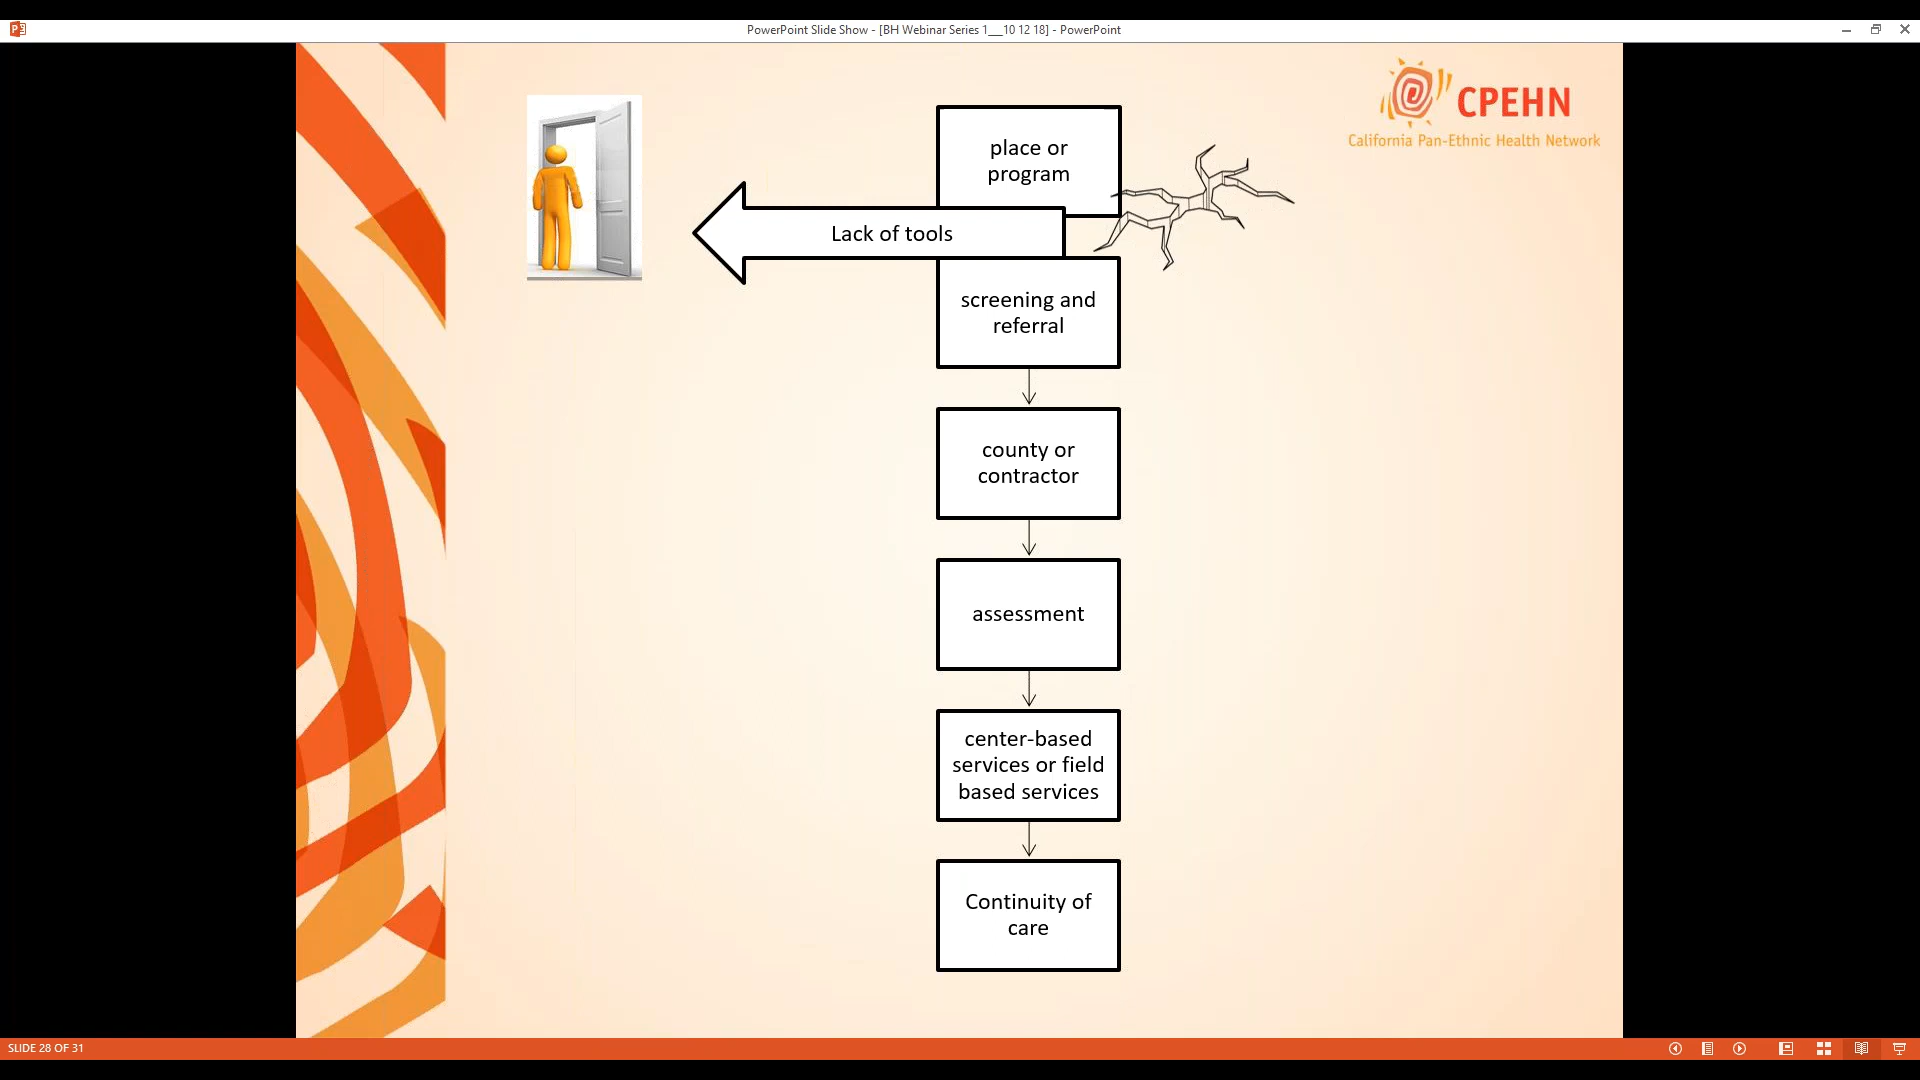 PowerPoint Slide Show - [BH Webinar Series 1__10 12 18] - PowerPoint
CPEHN
California Pan-Ethnic Health Network
place or
program
Lack of tools
screening and
referral
county or
contractor
assessment
center-based
services or field
based services
Continuity of
care
SLIDE 28 OF 31